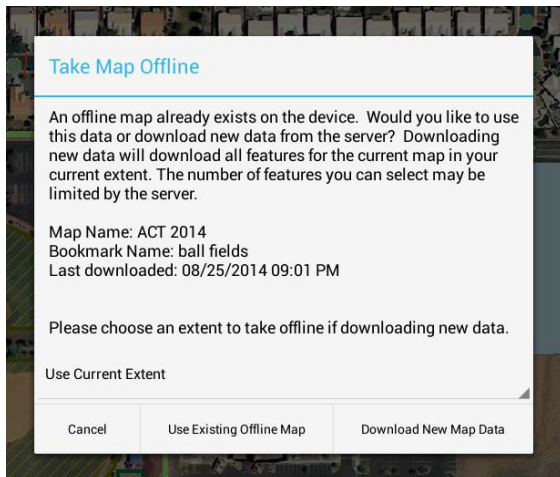 Take Map Offline
An offline map already exists on the device.  Would you like to use
this data or download new data from the server?  Downloading
new data will download all features for the current map in your
current extent. The number of features you can select may be
limited by the server.
Map Name: ACT 2014
Bookmark Name: ball fields
Last downloaded: 08/25/2014 09:01 PM
Please choose an extent to take offline if downloading new data.
Use Current Extent
Cancel
Use Existing Offline Map
Download New Map Data